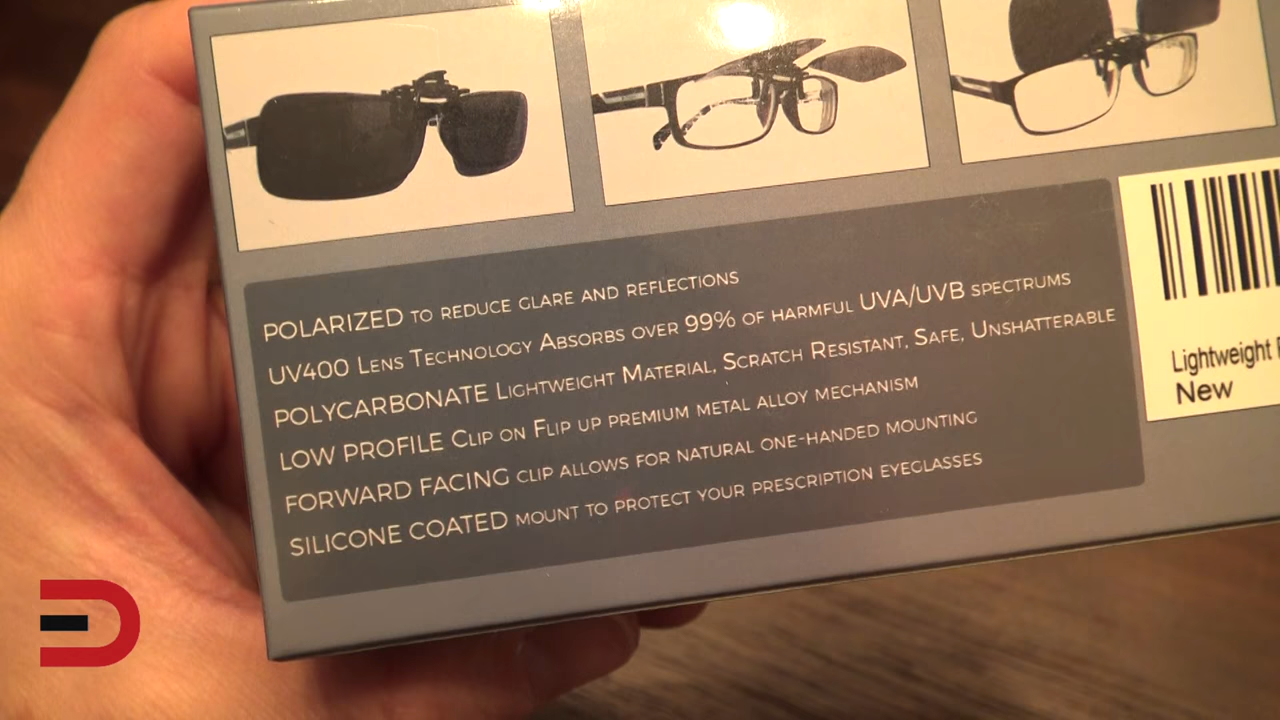 POLARIZED TO REDUCE GLARE AND REFLECTIONS
UV400 LENS TECHNOLOGY ABSORBS OVER 99% OF HARMFUL UVA/UVB SPECTRUMS
POLYCARBONATE LIGHTWEIGHT MATERIAL, SCRATCH RESISTANT, SAFE, UNSHATTERABLE
LOW PROFILE CLIP ON FLIP UP PREMIUM METAL ALLOY MECHANISM
FORWARD FACING CLIP ALLOWS FOR NATURAL ONE-HANDED MOUNTING
SILICONE COATED MOUNT TO PROTECT YOUR PRESCRIPTION EYEGLASSES
Lightweight
New